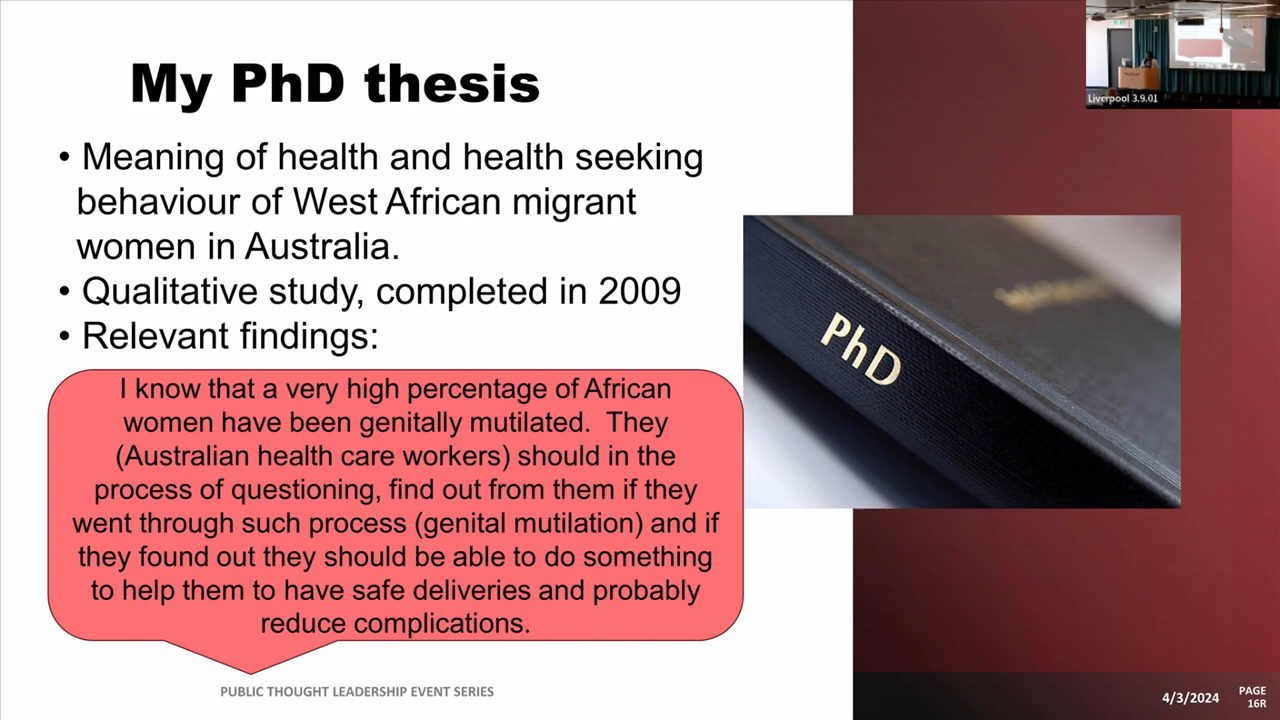 My PhD thesis
• Meaning of health and health seeking
behaviour of West African migrant
women in Australia.
• Qualitative study, completed in 2009
• Relevant findings:
I know that a very high percentage of African
women have been genitally mutilated. They
(Australian health care workers) should in the
process of questioning, find out from them if they
went through such process (genital mutilation) and if
they found out they should be able to do something
to help them to have safe deliveries and probably
reduce complications.
PhD
Liverpool 3.9.01
PUBLIC THOUGHT LEADERSHIP EVENT SERIES
4/3/2024
PAGE
16R